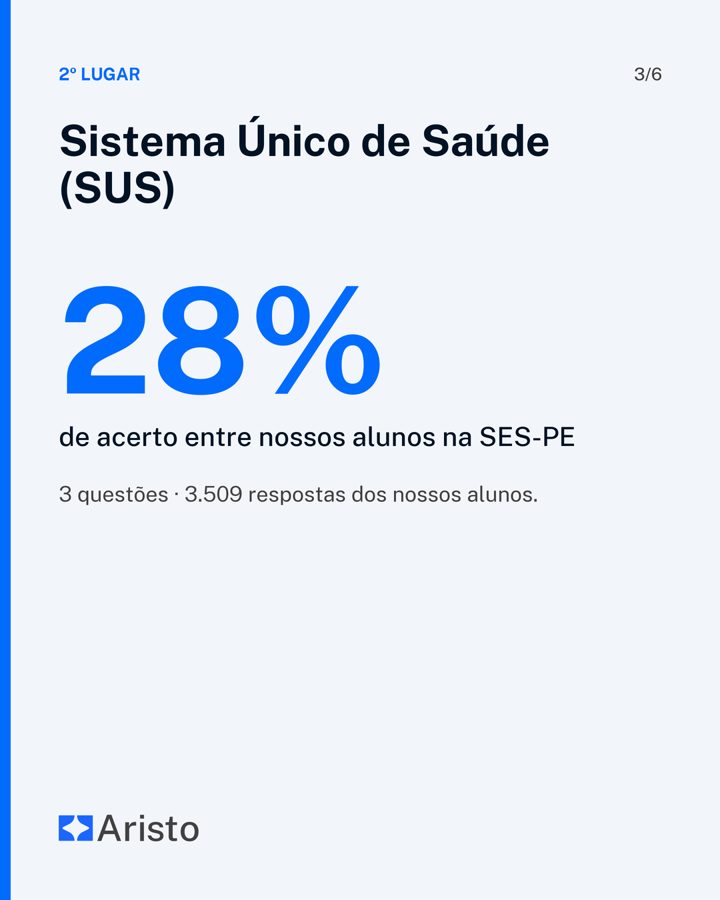 2º LUGAR
3/6
Sistema Único de Saúde
(SUS)
28%
de acerto entre nossos alunos na SES-PE
3 questões · 3.509 respostas dos nossos alunos.
Aristo